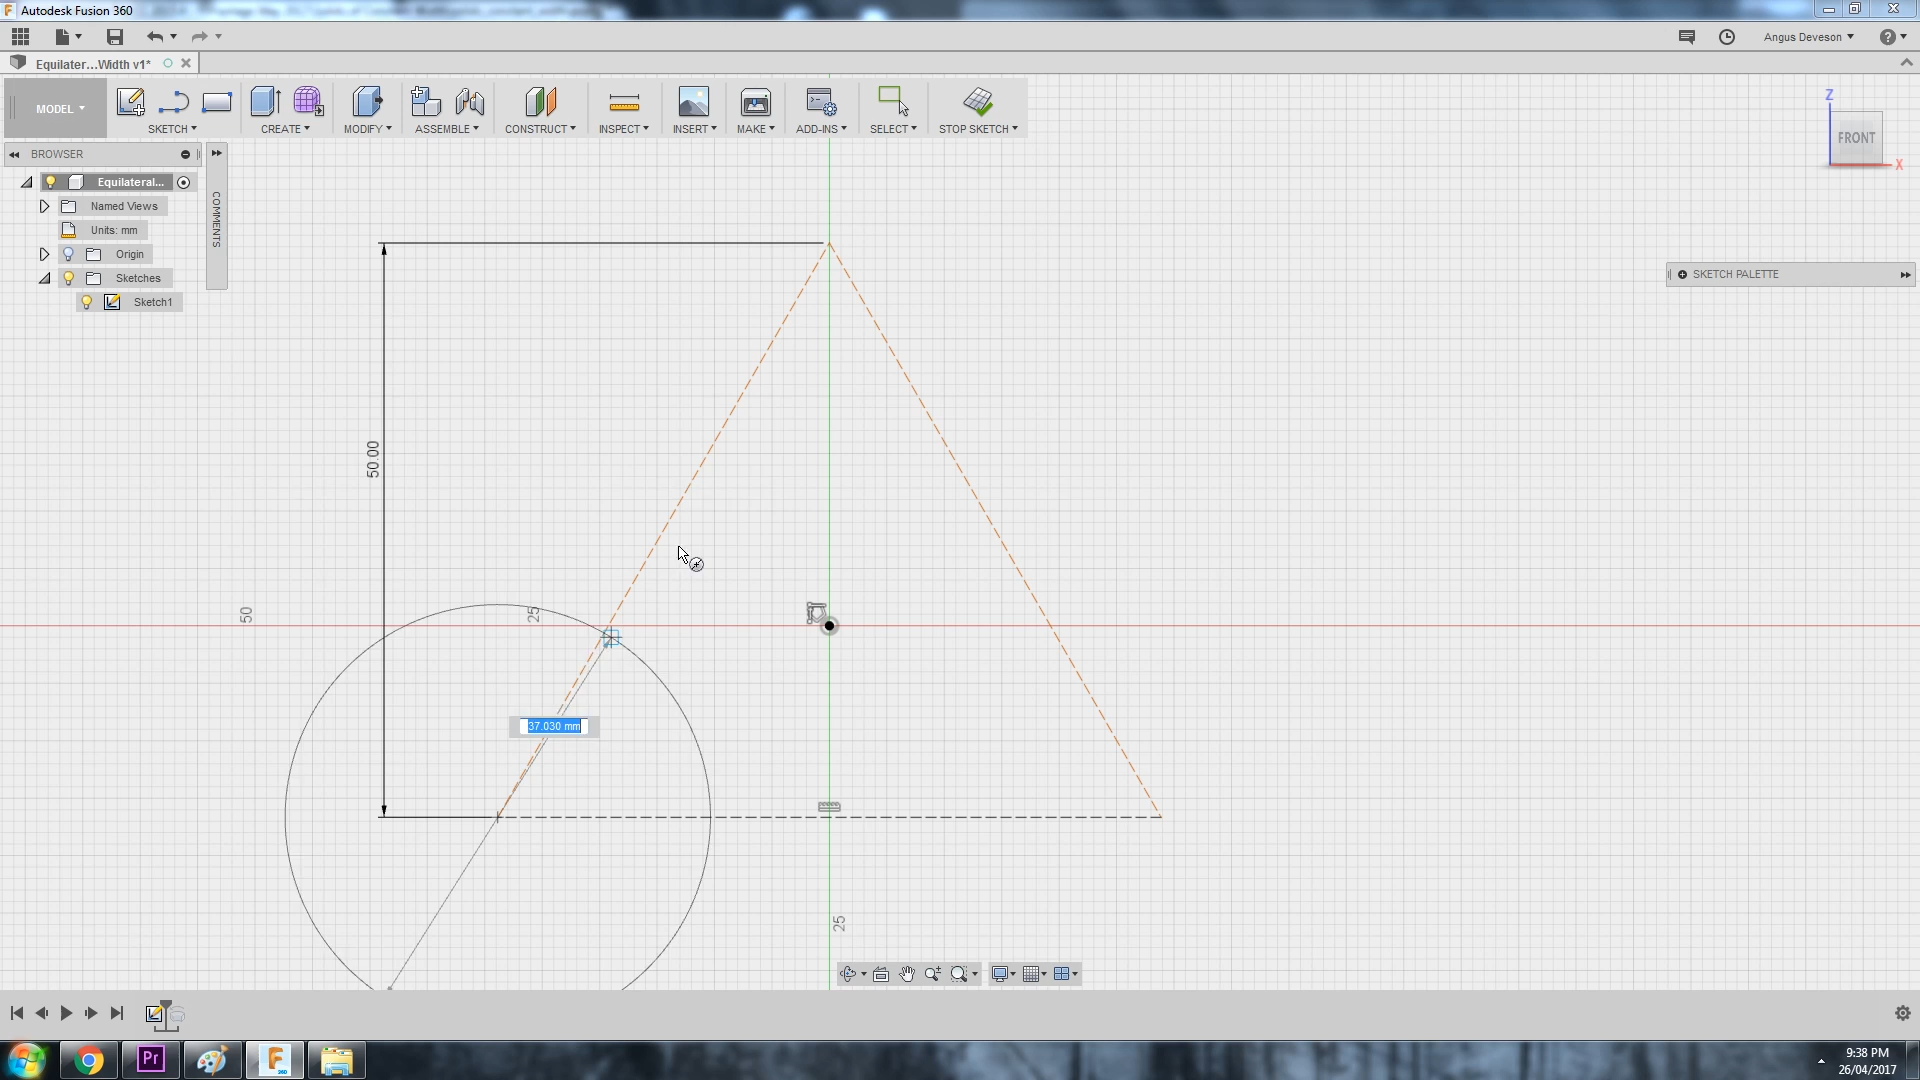 Autodesk Fusion 360
Angus Deveson
Equilater...Width v1*
MODEL
SKETCH
CREATE
MODIFY
ASSEMBLE
CONSTRUCT
INSPECT
INSERT
MAKE
ADD-INS
SELECT
STOP SKETCH
Z
FRONT
X
BROWSER
COMMENTS
Equilateral...
Named Views
Units: mm
Origin
Sketches
Sketch1
SKETCH PALETTE
50.00
50
25
37.030 mm
25
Pr
F
360
9:38 PM
26/04/2017